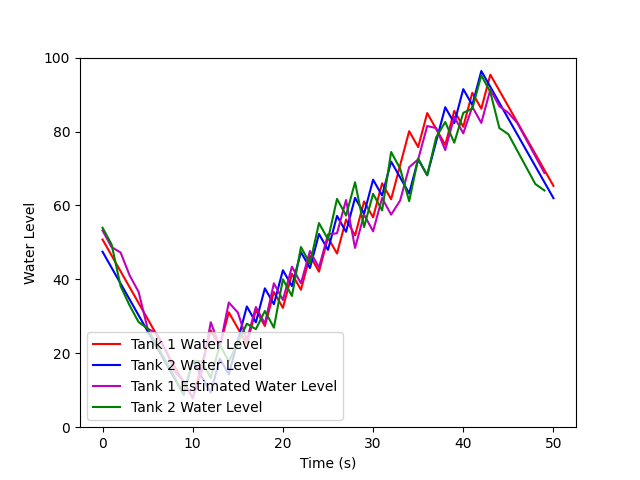 100
80
60
40
20
0
Water Level
Tank 1 Water Level
Tank 2 Water Level
Tank 1 Estimated Water Level
Tank 2 Water Level
0 10 20 30 40 50
Time (s)